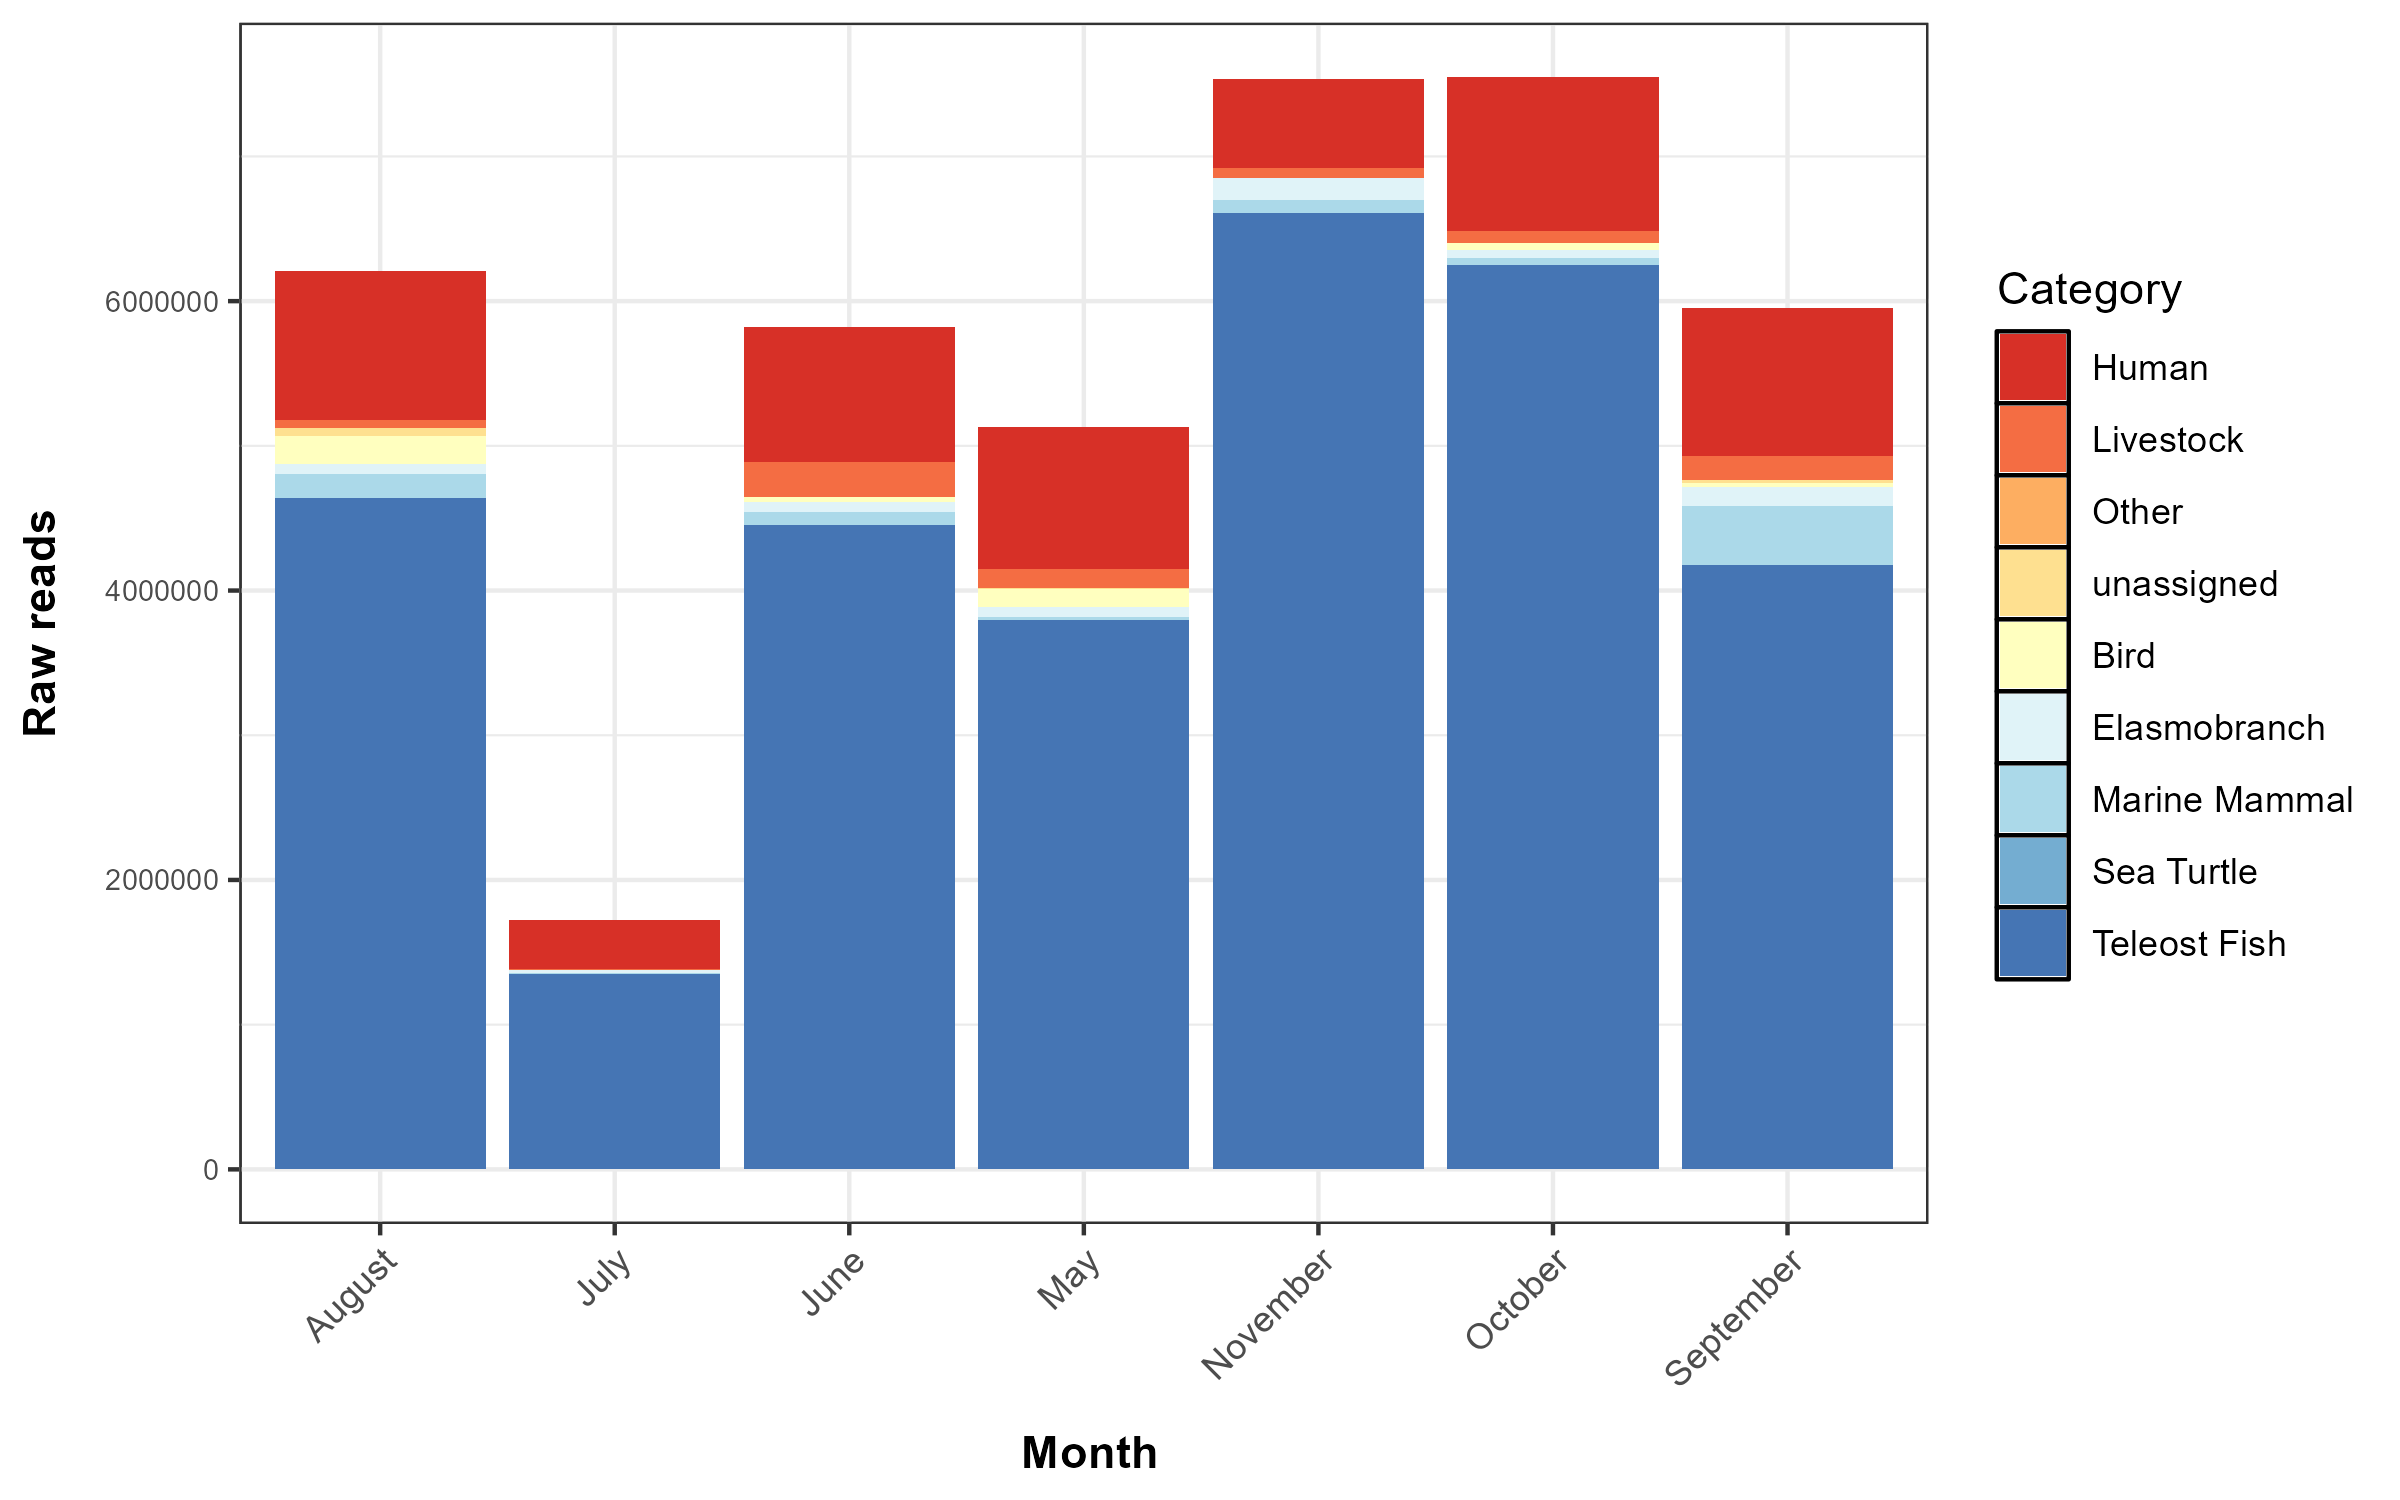 Raw reads
6000000
4000000
2000000
0
August
July
June
May
November
October
September
Month
Category
Human
Livestock
Other
unassigned
Bird
Elasmobranch
Marine Mammal
Sea Turtle
Teleost Fish